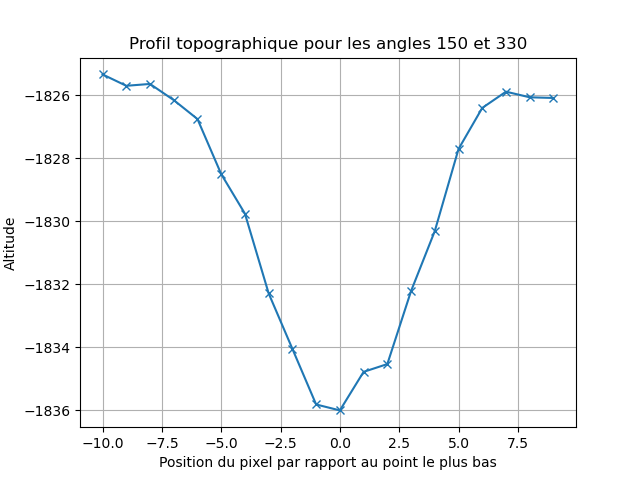 Profil topographique pour les angles 150 et 330
Altitude
−1826
−1828
−1830
−1832
−1834
−1836
−10.0 −7.5 −5.0 −2.5 0.0 2.5 5.0 7.5
Position du pixel par rapport au point le plus bas